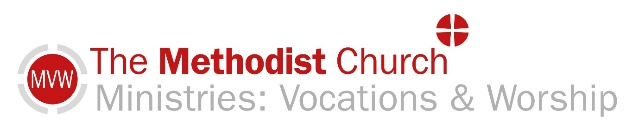 MVW
The Methodist Church
Ministries: Vocations & Worship